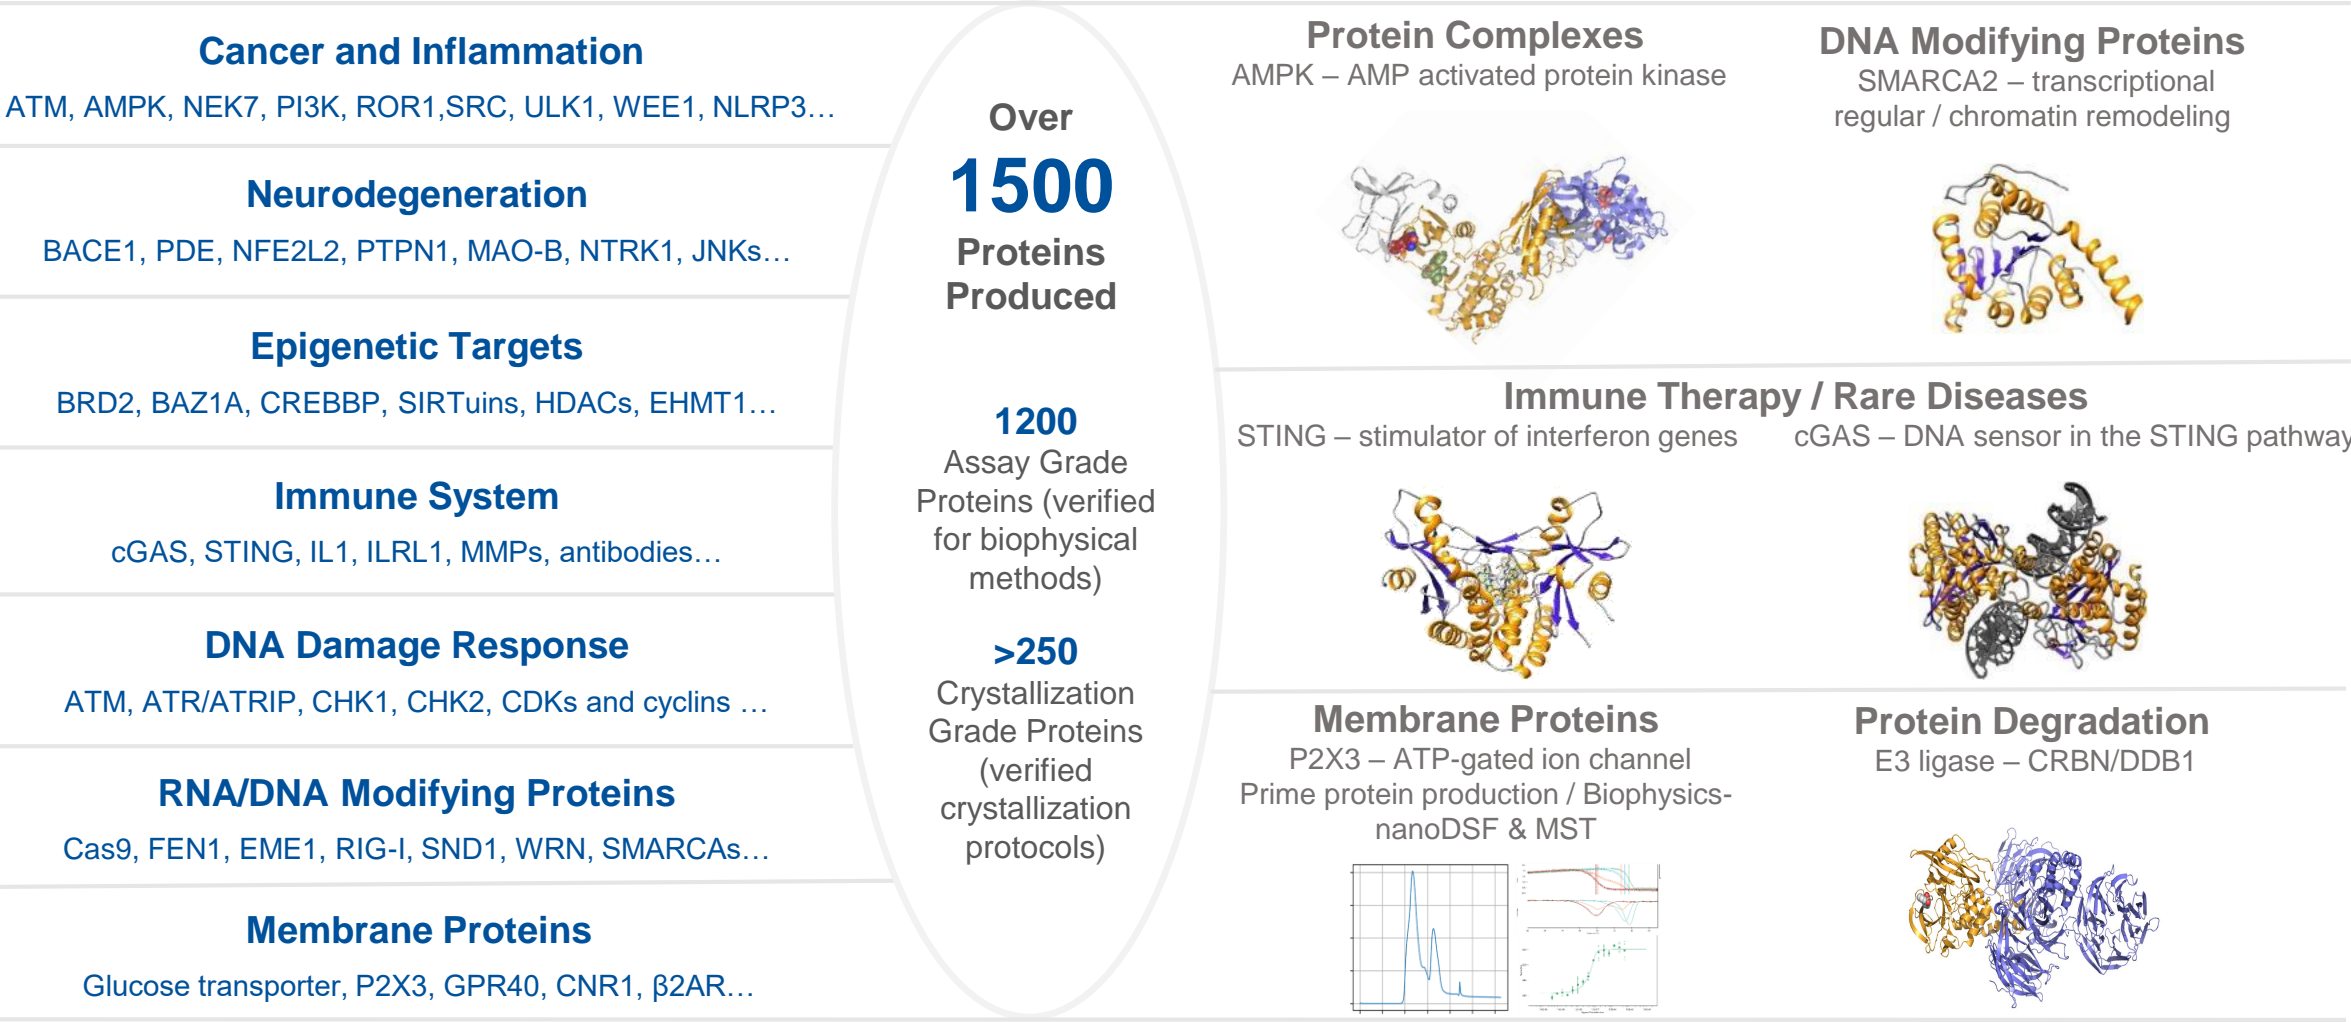 Cancer and Inflammation
ATM, AMPK, NEK7, PI3K, ROR1,SRC, ULK1, WEE1, NLRP3…
Neurodegeneration
BACE1, PDE, NFE2L2, PTPN1, MAO-B, NTRK1, JNKs…
Epigenetic Targets
BRD2, BAZ1A, CREBBP, SIRTuins, HDACs, EHMT1…
Immune System
cGAS, STING, IL1, ILRL1, MMPs, antibodies…
DNA Damage Response
ATM, ATR/ATRIP, CHK1, CHK2, CDKs and cyclins …
RNA/DNA Modifying Proteins
Cas9, FEN1, EME1, RIG-I, SND1, WRN, SMARCAs…
Membrane Proteins
Glucose transporter, P2X3, GPR40, CNR1, β2AR…
Over
1500
Proteins
Produced
1200
Assay Grade
Proteins (verified
for biophysical
methods)
>250
Crystallization
Grade Proteins
(verified
crystallization
protocols)
Protein Complexes
AMPK – AMP activated protein kinase
DNA Modifying Proteins
SMARCA2 – transcriptional
regular / chromatin remodeling
Immune Therapy / Rare Diseases
STING – stimulator of interferon genes
cGAS – DNA sensor in the STING pathway
Membrane Proteins
P2X3 – ATP-gated ion channel
Prime protein production / Biophysics-
nanoDSF & MST
Protein Degradation
E3 ligase – CRBN/DDB1